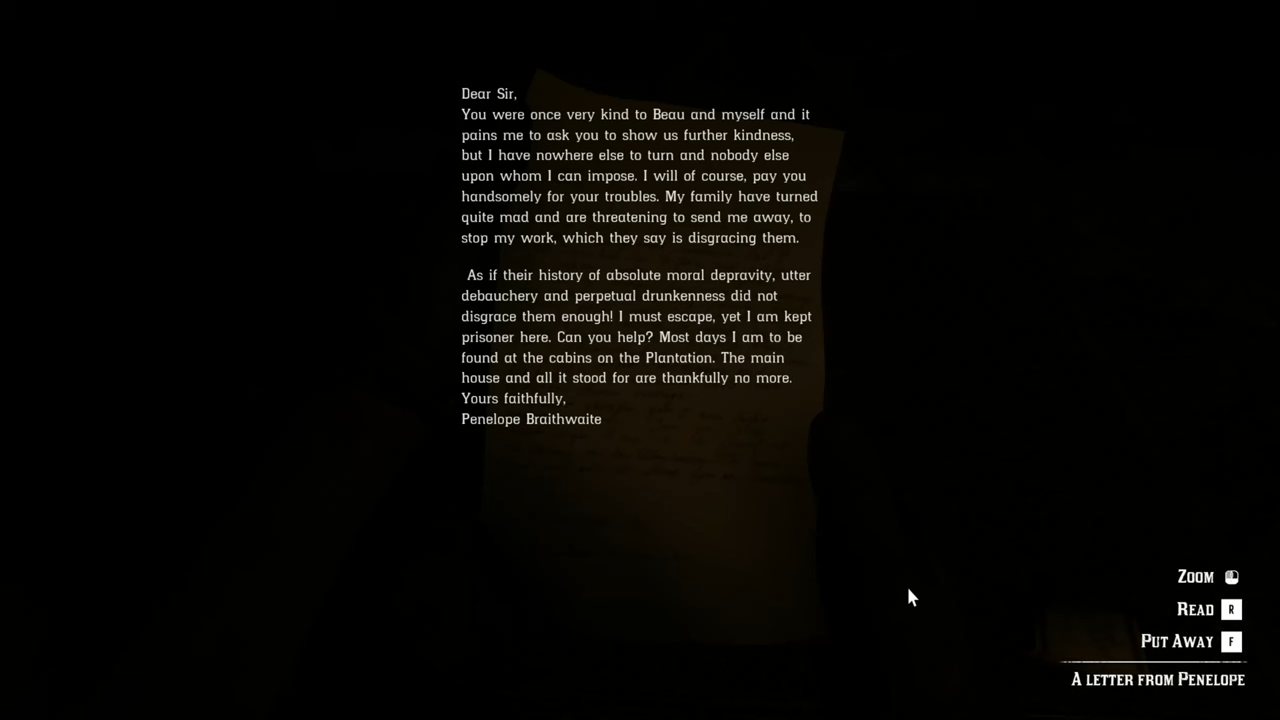 Dear Sir,
You were once very kind to Beau and myself and it
pains me to ask you to show us further kindness,
but I have nowhere else to turn and nobody else
upon whom I can impose. I will of course, pay you
handsomely for your troubles. My family have turned
quite mad and are threatening to send me away, to
stop my work, which they say is disgracing them.
As if their history of absolute moral depravity, utter
debauchery and perpetual drunkenness did not
disgrace them enough! I must escape, yet I am kept
prisoner here. Can you help? Most days I am to be
found at the cabins on the Plantation. The main
house and all it stood for are thankfully no more.
Yours faithfully,
Penelope Braithwaite
Zoom
Read R
Put Away F
A letter from Penelope